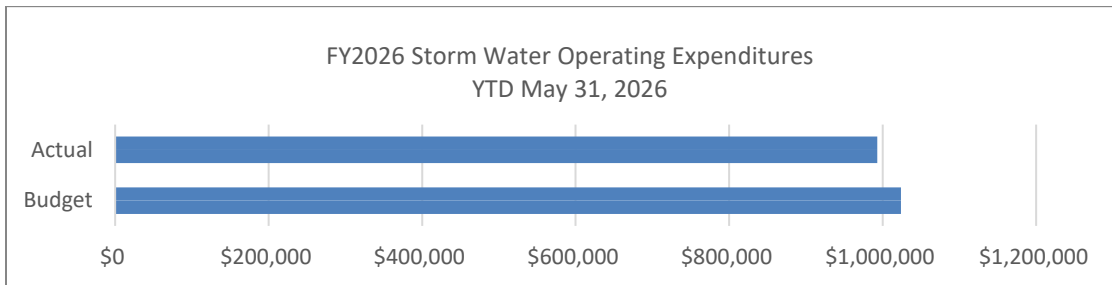 FY2026 Storm Water Operating Expenditures
YTD May 31, 2026
Actual
Budget
$0 $200,000 $400,000 $600,000 $800,000 $1,000,000 $1,200,000